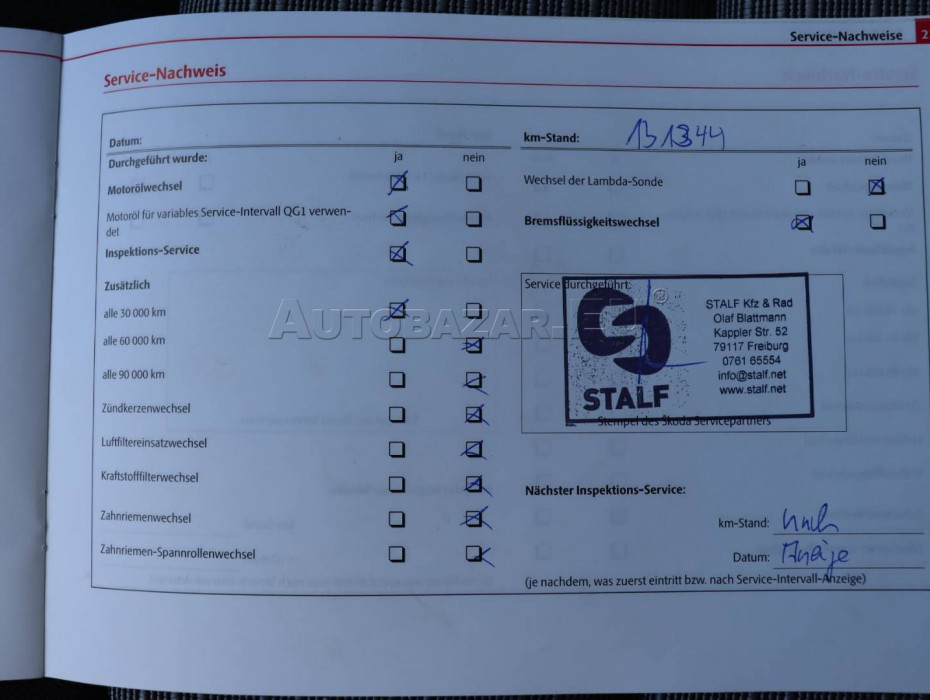 Service-Nachweise 2
Service-Nachweis
Datum:
Durchgeführt wurde: ja nein
Motorölwechsel
Motoröl für variables Service-Intervall QG1 verwen-
det
Inspektions-Service
Zusätzlich
alle 30 000 km
alle 60 000 km
alle 90 000 km
Zündkerzenwechsel
Luftfiltereinsatzwechsel
Kraftstofffilterwechsel
Zahnriemenwechsel
Zahnriemen-Spannrollenwechsel
km-Stand: 131344
ja nein
Wechsel der Lambda-Sonde
Bremsflüssigkeitswechsel
Service durchgeführt:
STALF
STALF Kfz & Rad
Olaf Blattmann
Kappler Str. 52
79117 Freiburg
0761 65554
info@stalf.net
www.stalf.net
Stempel des Škoda Servicepartners
Nächster Inspektions-Service:
km-Stand: nach
Datum:
(je nachdem, was zuerst eintritt bzw. nach Service-Intervall-Anzeige)
AUTOBAZAR.EU